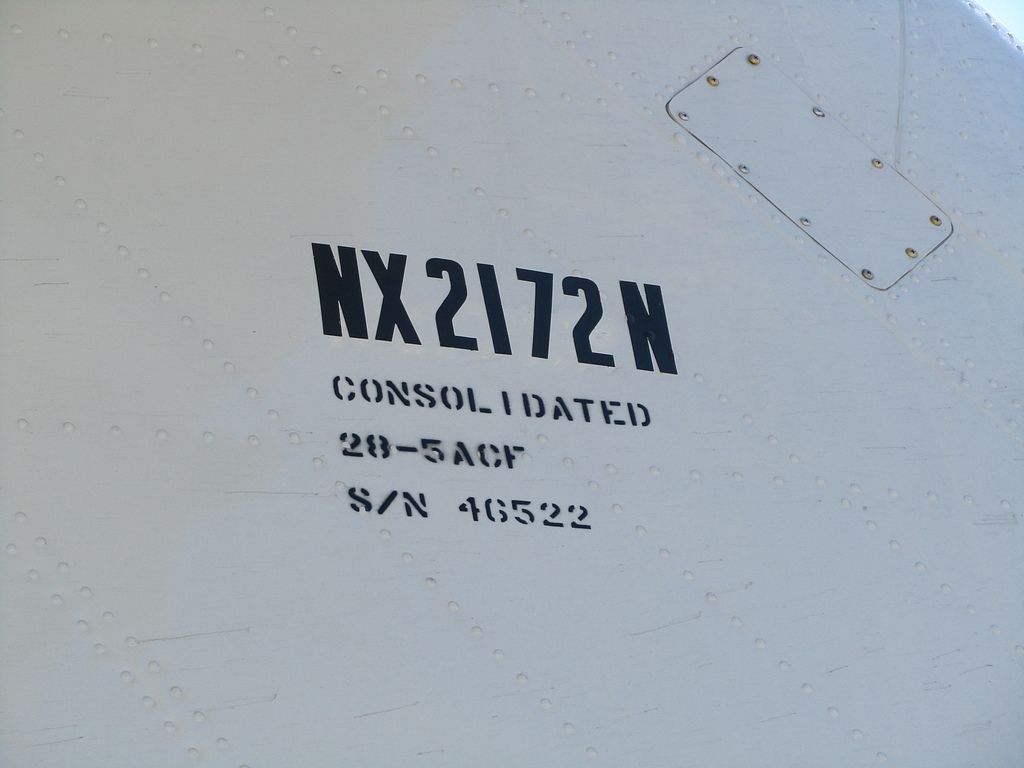 NX2172N
CONSOLIDATED
28-5ACF
S/N 46522